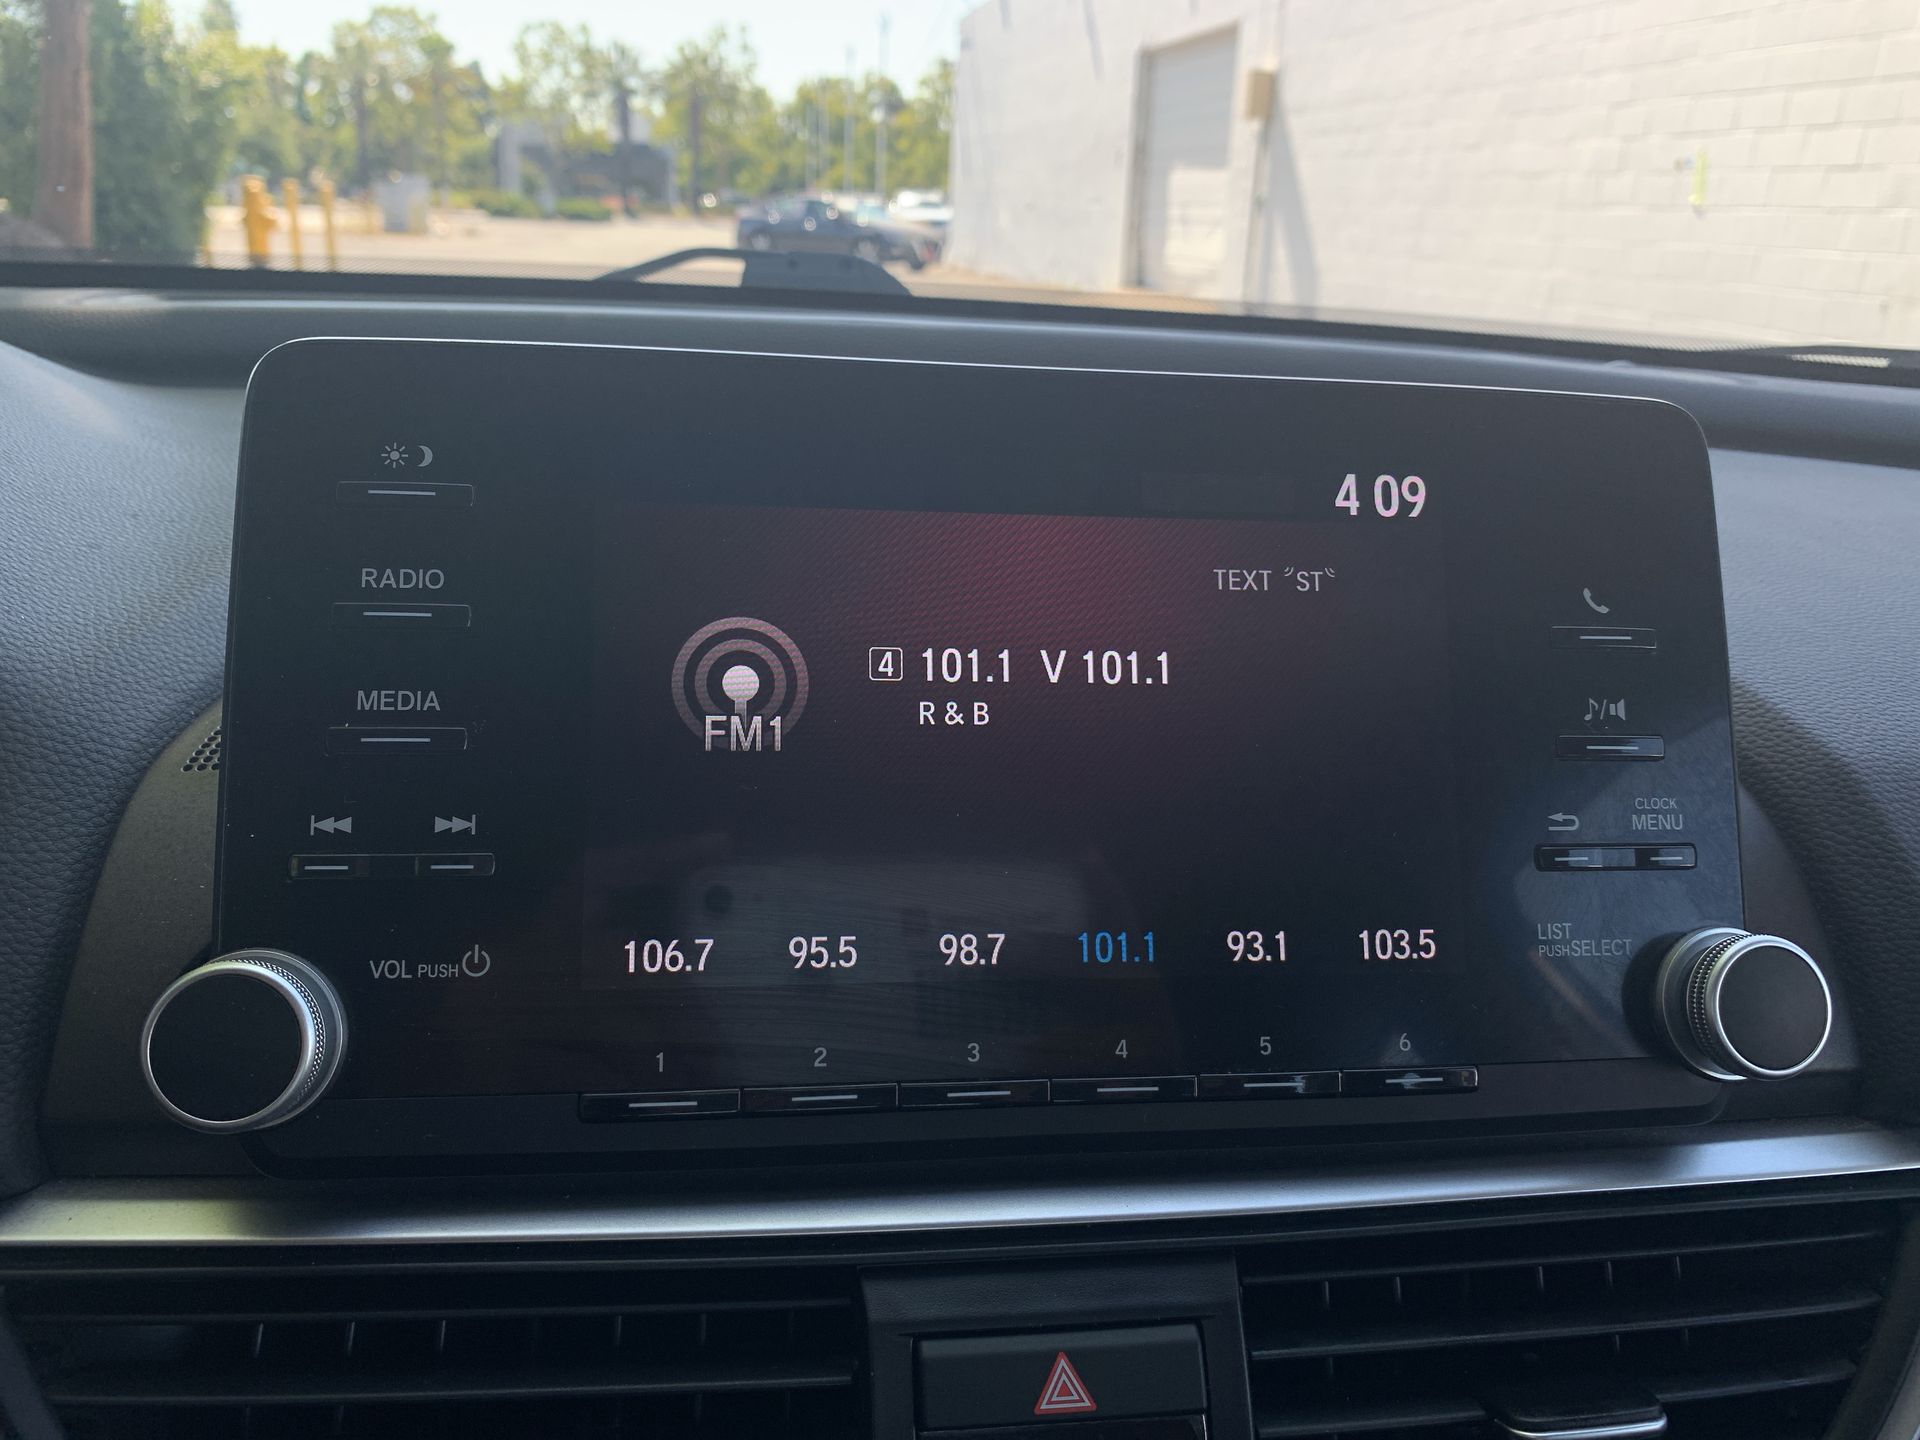 4 09
RADIO
TEXT ST
4 101.1 V 101.1
R & B
FM1
MEDIA
CLOCK
MENU
VOL PUSH
LIST
PUSH SELECT
106.7 95.5 98.7 101.1 93.1 103.5
1 2 3 4 5 6